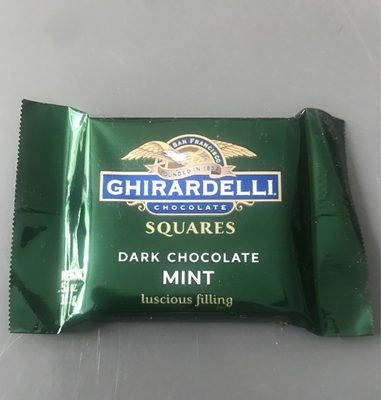 SAN FRANCISCO
FOUNDED IN 1852
GHIRARDELLI
CHOCOLATE
SQUARES
DARK CHOCOLATE
MINT
luscious filling